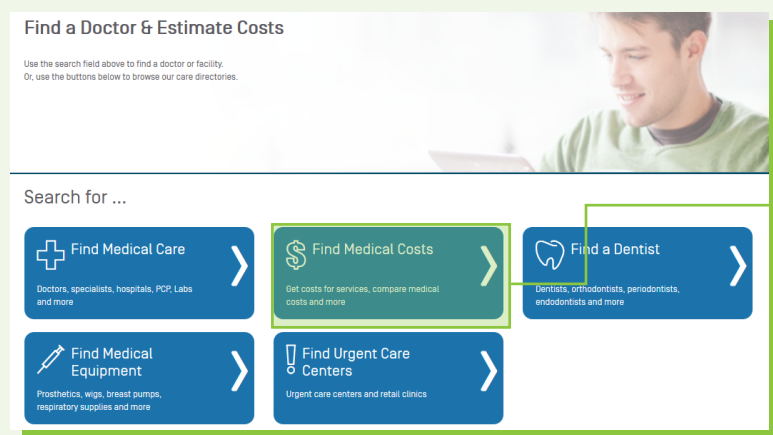 Find a Doctor & Estimate Costs
Use the search field above to find a doctor or facility.
Or, use the buttons below to browse our care directories.
Search for ...
Find Medical Care
Doctors, specialists, hospitals, PCP, Labs
and more
Find Medical Costs
Get costs for services, compare medical
costs and more
Find a Dentist
Dentists, orthodontists, periodontists,
endodontists and more
Find Medical
Equipment
Prosthetics, wigs, breast pumps,
respiratory supplies and more
Find Urgent Care
Centers
Urgent care centers and retail clinics